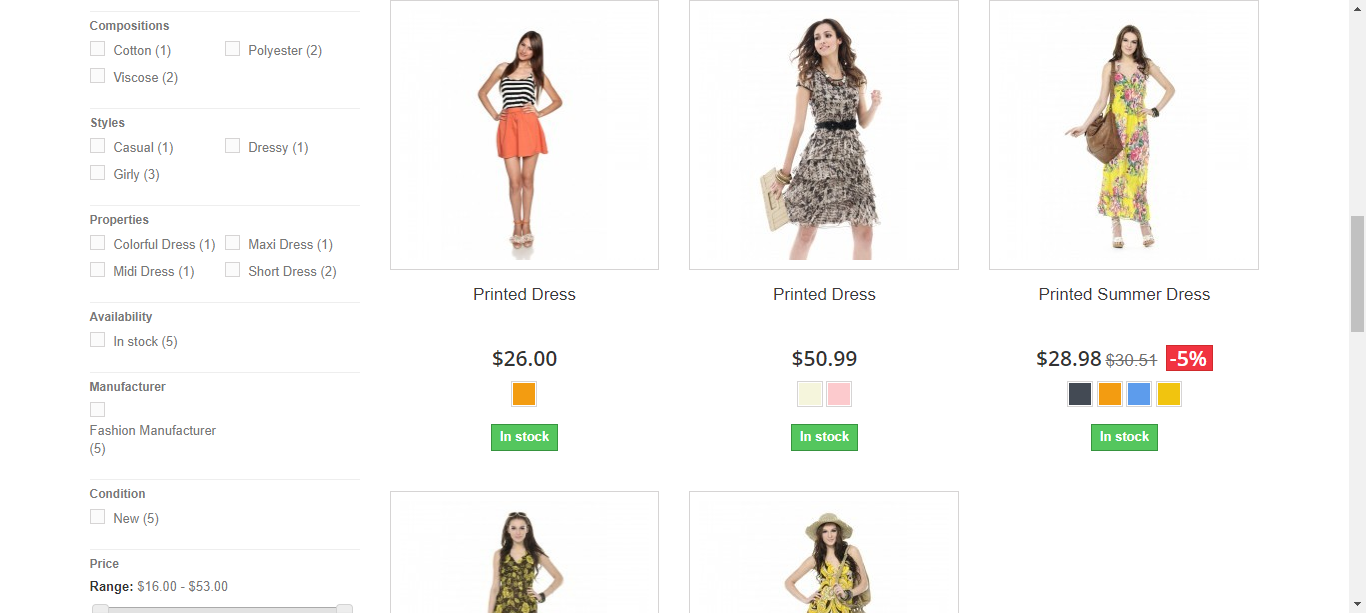 Compositions
Cotton (1) Polyester (2)
Viscose (2)
Styles
Casual (1) Dressy (1)
Girly (3)
Properties
Colorful Dress (1) Maxi Dress (1)
Midi Dress (1) Short Dress (2)
Availability
In stock (5)
Manufacturer
Fashion Manufacturer
(5)
Condition
New (5)
Price
Range: $16.00 - $53.00
Printed Dress
$26.00
In stock
Printed Dress
$50.99
In stock
Printed Summer Dress
$28.98 $30.51 -5%
In stock